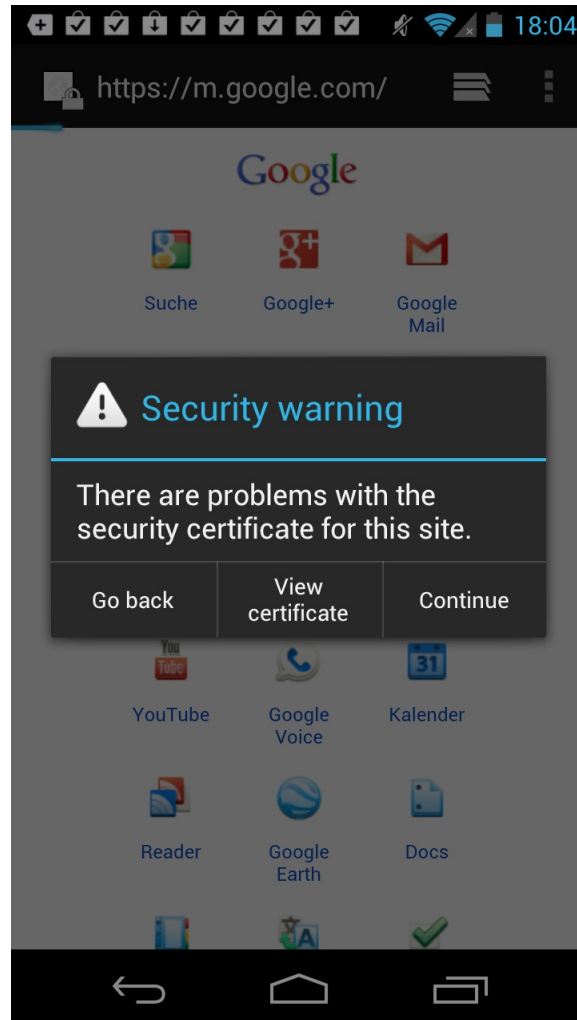 18:04
https://m.google.com/
Google
8
g+
M
Suche
Google+
Google
Mail
Security warning
There are problems with the
security certificate for this site.
Go back
View
certificate
Continue
You
Tube
31
YouTube
Google
Voice
Kalender
Reader
Google
Earth
Docs
A